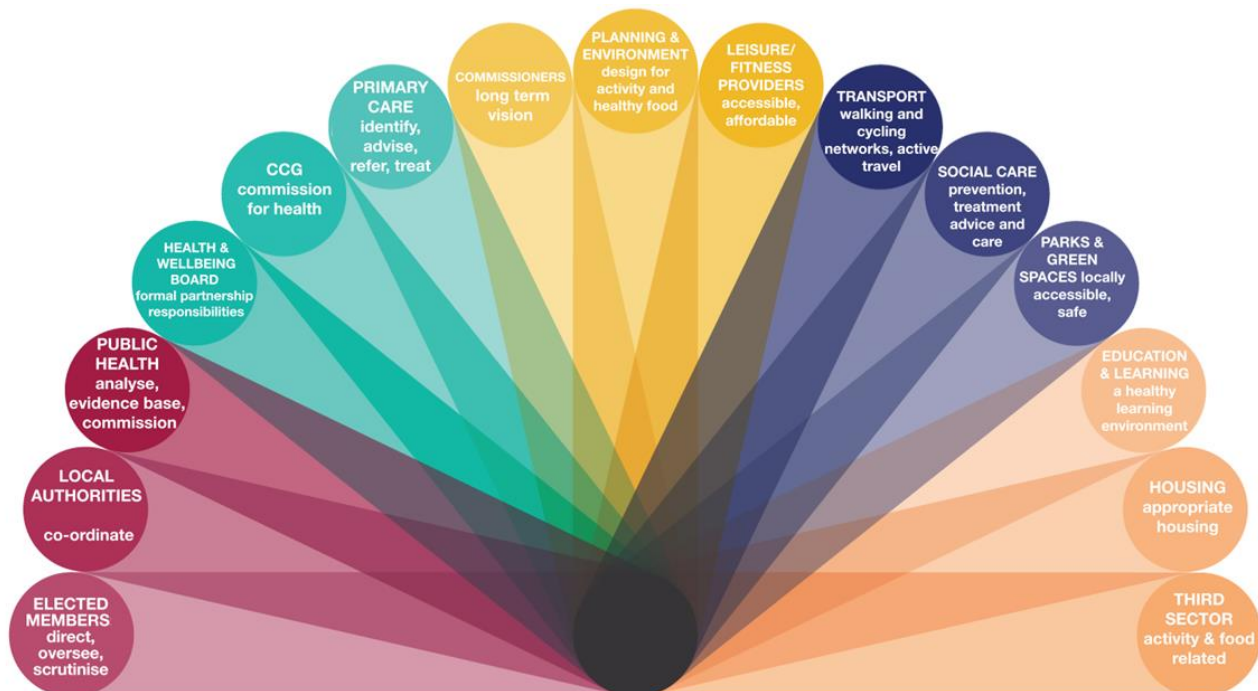 ELECTED
MEMBERS
direct,
oversee,
scrutinise
LOCAL
AUTHORITIES
co-ordinate
PUBLIC
HEALTH
analyse,
evidence base,
commission
HEALTH &
WELLBEING
BOARD
formal partnership
responsibilities
CCG
commission
for health
PRIMARY
CARE
identify,
advise,
refer, treat
COMMISSIONERS
long term
vision
PLANNING &
ENVIRONMENT
design for
activity and
healthy food
LEISURE/
FITNESS
PROVIDERS
accessible,
affordable
TRANSPORT
walking and
cycling
networks, active
travel
SOCIAL CARE
prevention,
treatment
advice and
care
PARKS &
GREEN
SPACES locally
accessible,
safe
EDUCATION
& LEARNING
a healthy
learning
environment
HOUSING
appropriate
housing
THIRD
SECTOR
activity & food
related